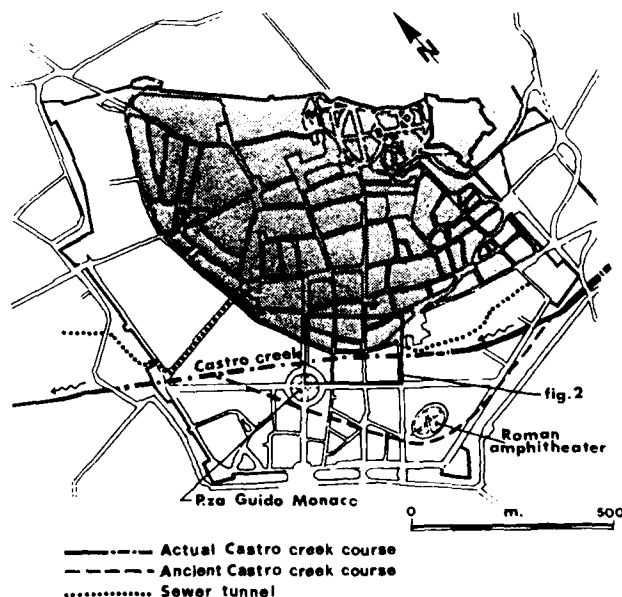 N
Castro creek
fig.2
Roman
amphitheater
P.za Guido Monacc
0 m. 500
Actual Castro creek course
Ancient Castro creek course
Sewer tunnel